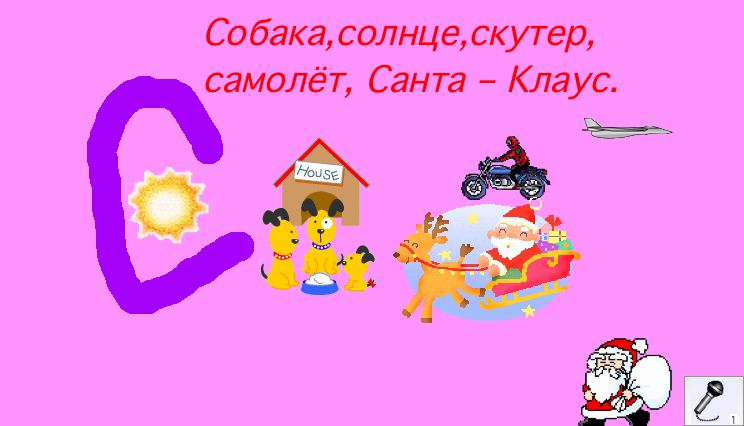 Собака,солнце,скутер,
самолёт, Санта – Клаус.
С
HOUSE
1